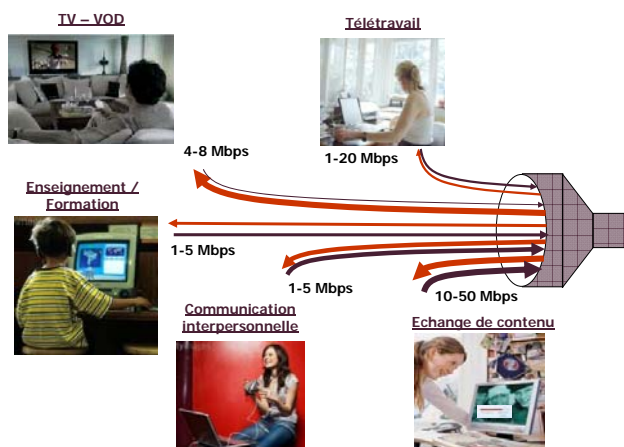 TV – VOD
Télétravail
4-8 Mbps
1-20 Mbps
Enseignement /
Formation
1-5 Mbps
1-5 Mbps
10-50 Mbps
Communication
interpersonnelle
Echange de contenu